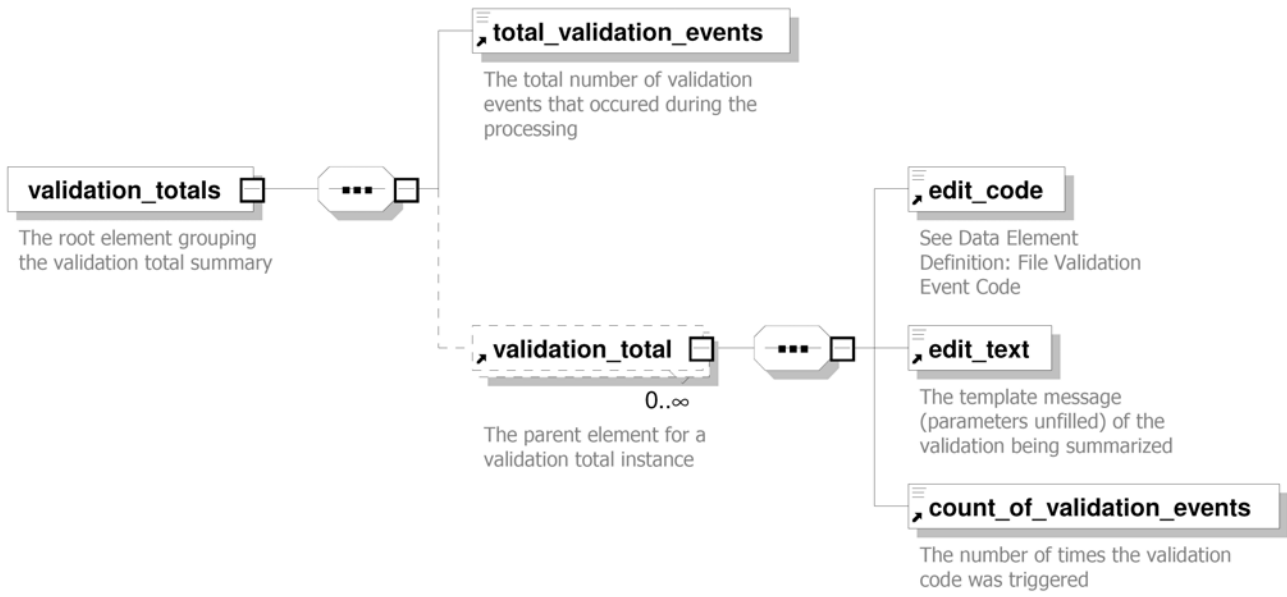 total_validation_events
The total number of validation
events that occured during the
processing
validation_totals
The root element grouping
the validation total summary
edit_code
See Data Element
Definition: File Validation
Event Code
validation_total
0..∞
The parent element for a
validation total instance
edit_text
The template message
(parameters unfilled) of the
validation being summarized
count_of_validation_events
The number of times the validation
code was triggered